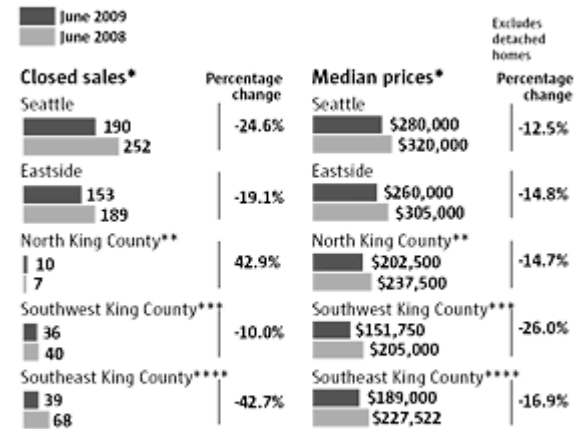 June 2009
June 2008
Excludes
detached
homes
Closed sales*
Percentage
change
Seattle
190
252
-24.6%
Eastside
153
189
-19.1%
North King County**
10
7
42.9%
Southwest King County***
36
40
-10.0%
Southeast King County****
39
68
-42.7%
Median prices*
Percentage
change
Seattle
$280,000
$320,000
-12.5%
Eastside
$260,000
$305,000
-14.8%
North King County**
$202,500
$237,500
-14.7%
Southwest King County***
$151,750
$205,000
-26.0%
Southeast King County****
$189,000
$227,522
-16.9%